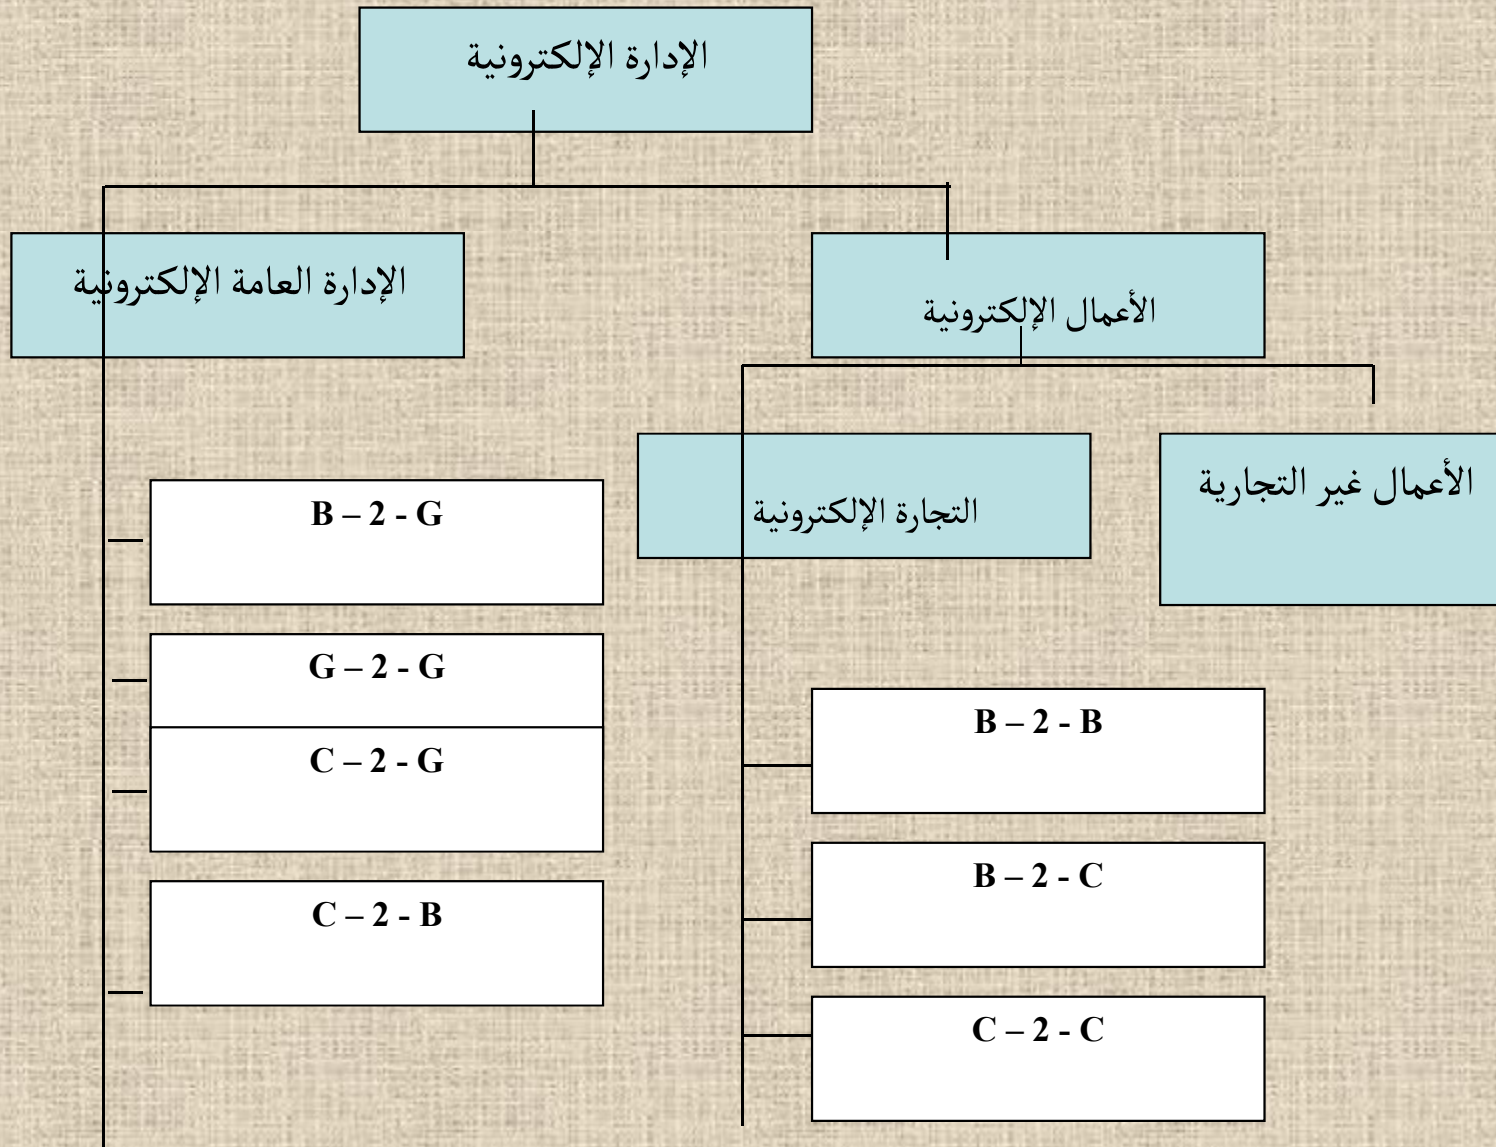 الإدارة الإلكترونية
الأعمال الإلكترونية
الإدارة العامة الإلكترونية
الأعمال غير التجارية
التجارة الإلكترونية
B – 2 - B
B – 2 - C
C – 2 - C
B – 2 - G
G – 2 - G
C – 2 - G
C – 2 - B